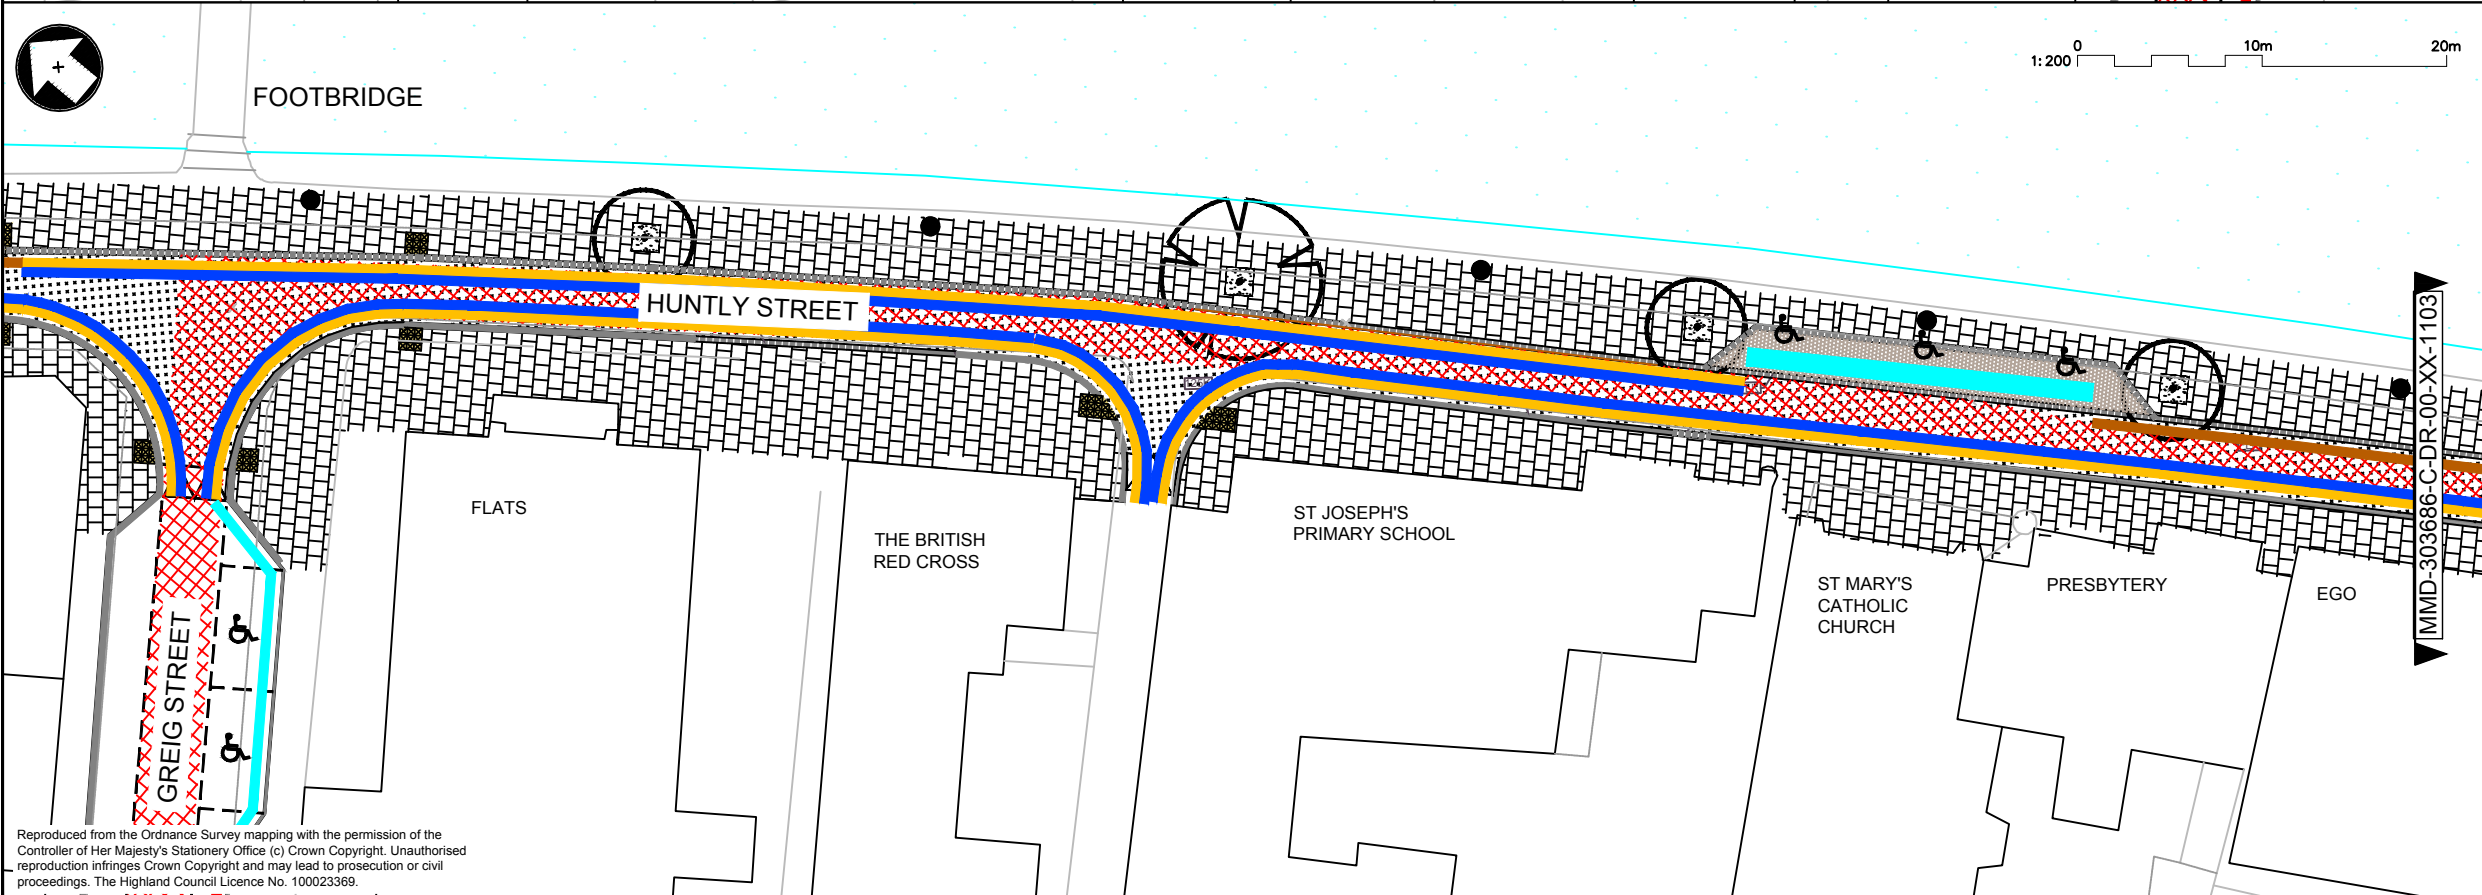 FOOTBRIDGE
0 10m 20m
1:200
HUNTLY STREET
MMD-303686-C-DR-00-XX-1103
FLATS
THE BRITISH
RED CROSS
ST JOSEPH'S
PRIMARY SCHOOL
ST MARY'S
CATHOLIC
CHURCH
PRESBYTERY
EGO
GREIG STREET
Reproduced from the Ordnance Survey mapping with the permission of the
Controller of Her Majesty's Stationery Office (c) Crown Copyright. Unauthorised
reproduction infringes Crown Copyright and may lead to prosecution or civil
proceedings. The Highland Council Licence No. 100023369.